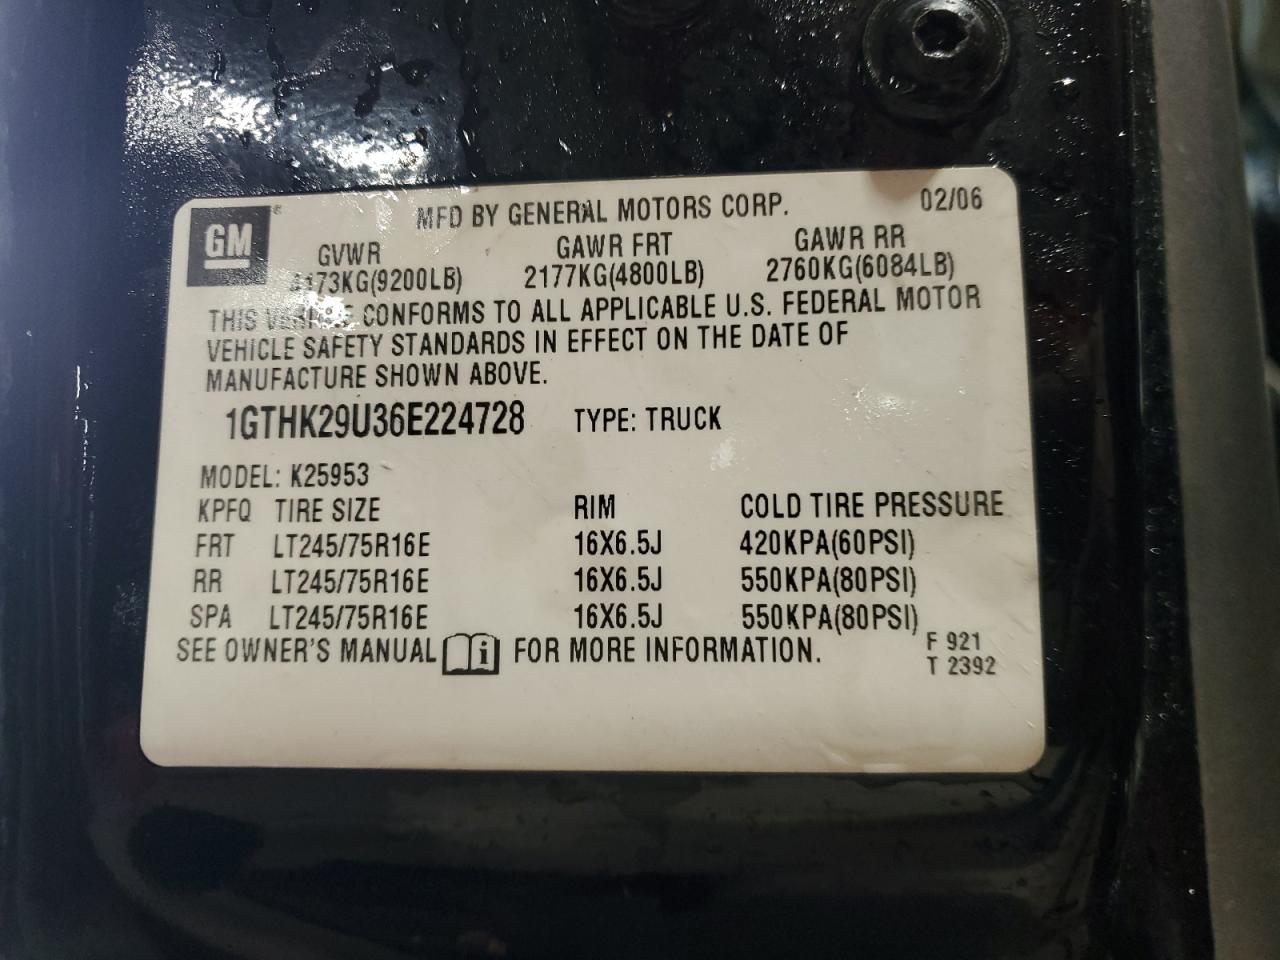 GM ®
MFD BY GENERAL MOTORS CORP. 02/06
GVWR GAWR FRT GAWR RR
4173KG(9200LB) 2177KG(4800LB) 2760KG(6084LB)
THIS VEHICLE CONFORMS TO ALL APPLICABLE U.S. FEDERAL MOTOR
VEHICLE SAFETY STANDARDS IN EFFECT ON THE DATE OF
MANUFACTURE SHOWN ABOVE.
1GTHK29U36E224728 TYPE: TRUCK
MODEL: K25953
KPFQ TIRE SIZE RIM COLD TIRE PRESSURE
FRT LT245/75R16E 16X6.5J 420KPA(60PSI)
RR LT245/75R16E 16X6.5J 550KPA(80PSI)
SPA LT245/75R16E 16X6.5J 550KPA(80PSI)
SEE OWNER'S MANUAL i FOR MORE INFORMATION.
F 921
T 2392